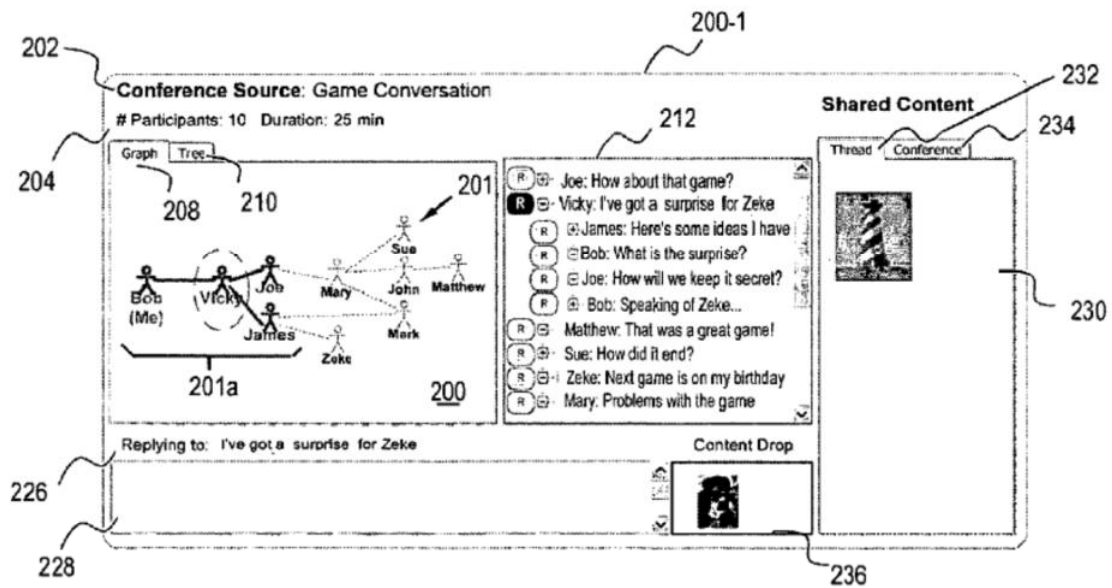 200-1
202
232
Conference Source: Game Conversation
Shared Content
# Participants: 10 Duration: 25 min
212
234
204
Graph Tree
Thread Conference
208
210
201
R Joe: How about that game?
R Vicky: I've got a surprise for Zeke
R James: Here's some ideas I have
R Bob: What is the surprise?
R Joe: How will we keep it secret?
R Bob: Speaking of Zeke...
R Matthew: That was a great game!
R Sue: How did it end?
R Zeke: Next game is on my birthday
R Mary: Problems with the game
Sue
Bob
(Me)
Vicky
Joe
Mary
John
Matthew
James
Mark
Zeke
230
201a
200
Replying to: I've got a surprise for Zeke
Content Drop
226
228
236